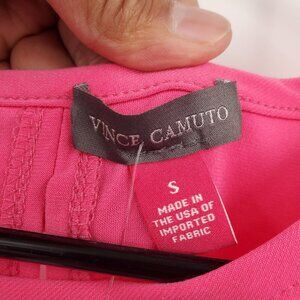 VINCE CAMUTO
S
MADE IN
THE USA OF
IMPORTED
FABRIC